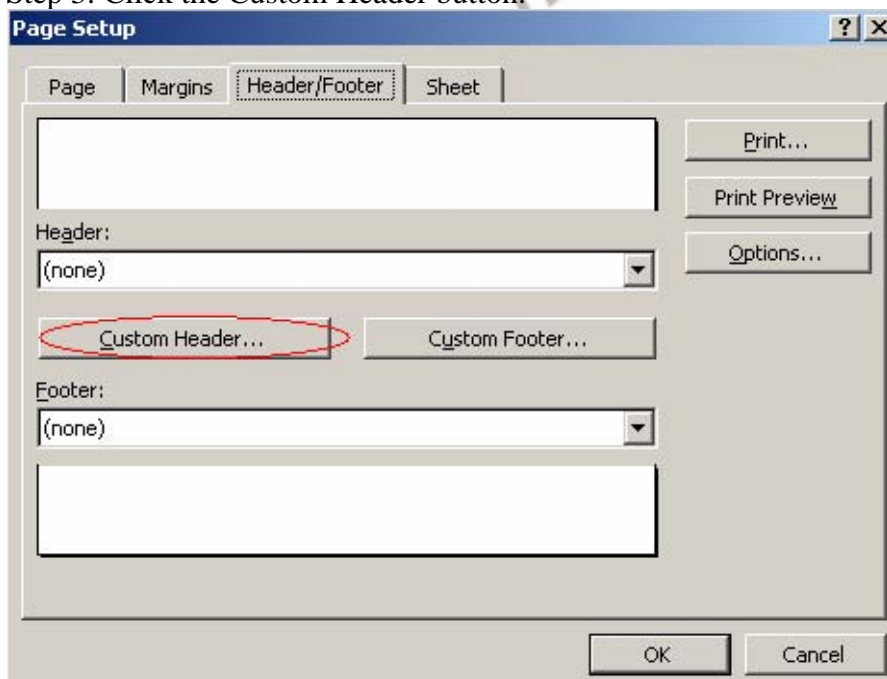 Step 3: Click the Custom Header button.
Page Setup
Page Margins Header/Footer Sheet
Print...
Print Preview
Header:
Options...
(none)
Custom Header... Custom Footer...
Footer:
(none)
OK Cancel